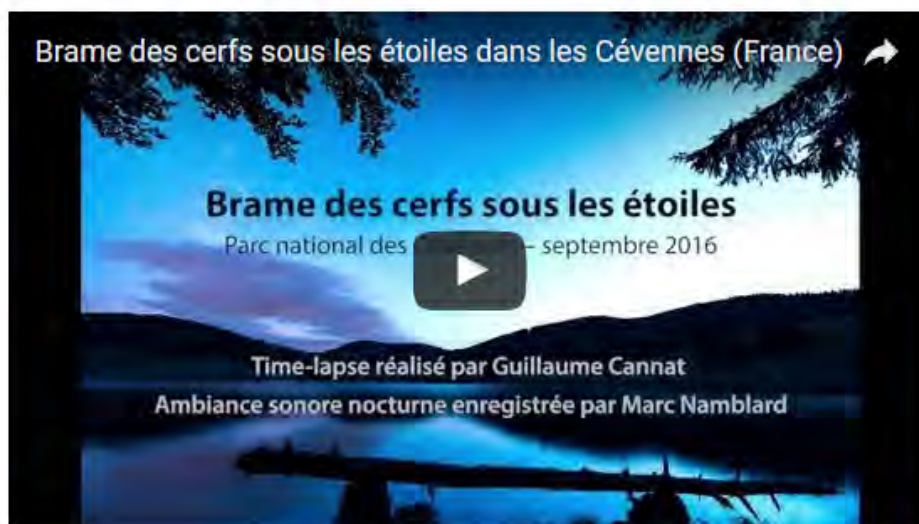 Brame des cerfs sous les étoiles dans les Cévennes (France)
Brame des cerfs sous les étoiles
Parc national des – septembre 2016
Time-lapse réalisé par Guillaume Cannat
Ambiance sonore nocturne enregistrée par Marc Namblard